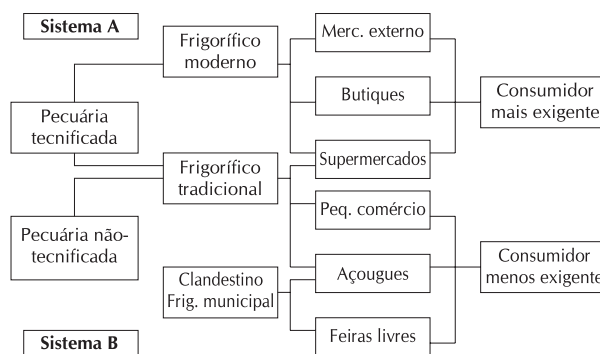 Sistema A
Frigorífico
moderno
Merc. externo
Butiques
Consumidor
mais exigente
Pecuária
tecnificada
Frigorífico
tradicional
Supermercados
Peq. comércio
Pecuária não-
tecnificada
Clandestino
Frig. municipal
Açougues
Consumidor
menos exigente
Feiras livres
Sistema B